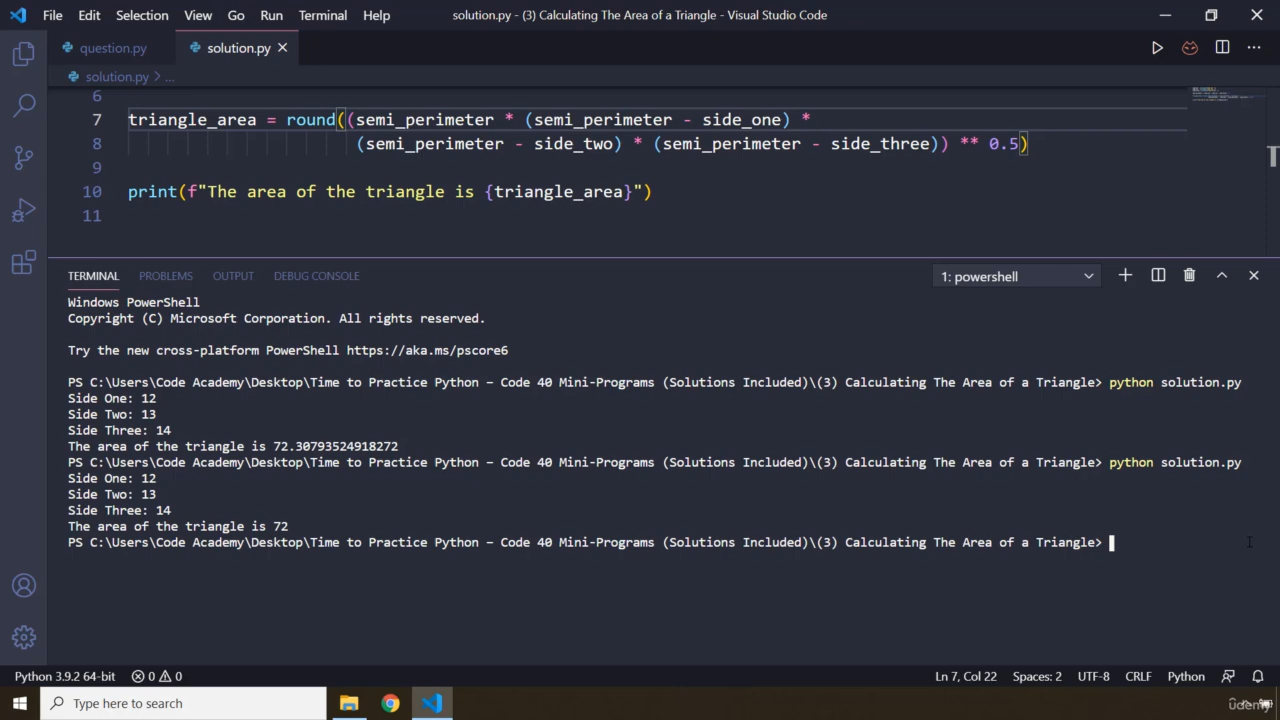 File Edit Selection View Go Run Terminal Help solution.py - (3) Calculating The Area of a Triangle - Visual Studio Code
question.py solution.py
solution.py > ...
6
7 triangle_area = round((semi_perimeter * (semi_perimeter - side_one) *
8 (semi_perimeter - side_two) * (semi_perimeter - side_three)) ** 0.5)
9
10 print(f"The area of the triangle is {triangle_area}")
11
TERMINAL PROBLEMS OUTPUT DEBUG CONSOLE 1: powershell
Windows PowerShell
Copyright (C) Microsoft Corporation. All rights reserved.
Try the new cross-platform PowerShell https://aka.ms/pscore6
PS C:\Users\Code Academy\Desktop\Time to Practice Python – Code 40 Mini-Programs (Solutions Included)\(3) Calculating The Area of a Triangle> python solution.py
Side One: 12
Side Two: 13
Side Three: 14
The area of the triangle is 72.30793524918272
PS C:\Users\Code Academy\Desktop\Time to Practice Python – Code 40 Mini-Programs (Solutions Included)\(3) Calculating The Area of a Triangle> python solution.py
Side One: 12
Side Two: 13
Side Three: 14
The area of the triangle is 72
PS C:\Users\Code Academy\Desktop\Time to Practice Python – Code 40 Mini-Programs (Solutions Included)\(3) Calculating The Area of a Triangle>
Python 3.9.2 64-bit 0 0 Ln 7, Col 22 Spaces: 2 UTF-8 CRLF Python
Type here to search
udemy